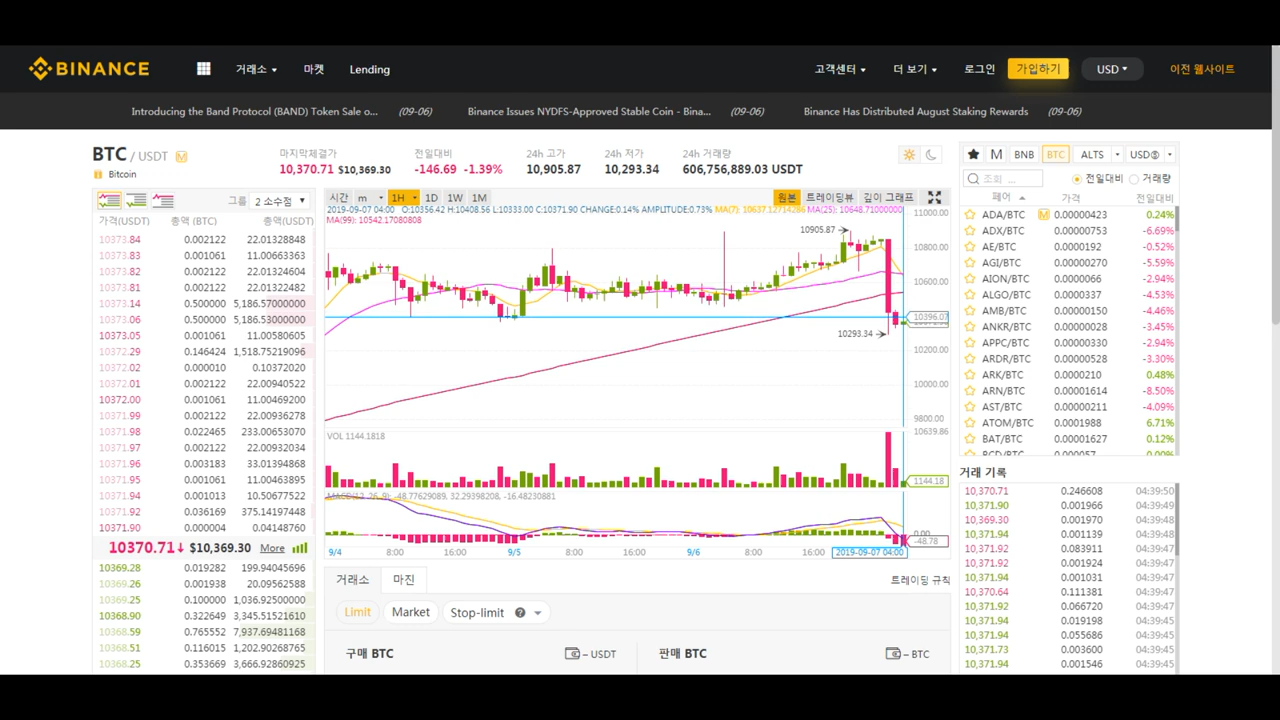 BINANCE
거래소
마켓
Lending
고객센터
더 보기
로그인
가입하기
USD
이전 웹사이트
Introducing the Band Protocol (BAND) Token Sale o... (09-06)
Binance Issues NYDFS-Approved Stable Coin - Bina... (09-06)
Binance Has Distributed August Staking Rewards (09-06)
BTC / USDT M
Bitcoin
마지막체결가
10,370.71 $10,369.30
전일대비
-146.69 -1.39%
24h 고가
10,905.87
24h 저가
10,293.34
24h 거래량
606,756,889.03 USDT
그룹 2 소수점
가격(USDT) 총액 (BTC) 총액(USDT)
10373.84 0.002122 22.01328848
10373.83 0.001061 11.00663363
10373.82 0.002122 22.01324604
10373.81 0.002122 22.01322482
10373.14 0.500000 5,186.57000000
10373.06 0.500000 5,186.53000000
10373.05 0.001061 11.00580605
10372.29 0.146424 1,518.75219096
10372.02 0.000010 0.10372020
10372.01 0.002122 22.00940522
10372.00 0.001061 11.00469200
10371.99 0.002122 22.00936278
10371.98 0.022465 233.00653070
10371.97 0.002122 22.00932034
10371.96 0.003183 33.01394868
10371.95 0.001061 11.00463895
10371.94 0.001013 10.50677522
10371.92 0.036169 375.14197448
10371.90 0.000004 0.04148760
10370.71↓ $10,369.30 More
10369.28 0.019282 199.94045696
10369.26 0.001938 20.09562588
10369.25 0.100000 1,036.92500000
10368.90 0.322649 3,345.51521610
10368.59 0.765552 7,937.69481168
10368.51 0.116015 1,202.90268765
10368.25 0.353669 3,666.92860925
시간 m 1H 1D 1W 1M
원본 트레이딩뷰 깊이 그래프
2019-09-07 04:00 O:10356.42 H:10408.56 L:10333.00 C:10371.90 CHANGE:0.14% AMPLITUDE:0.73% MA(7): 10637.12714286 MA(25): 10648.71000000
MA(99): 10542.17080808
11000.00
10905.87
10800.00
10600.00
10396.07
10293.34
10200.00
10000.00
9800.00
VOL 1144.1818
10639.86
1144.18
MACD(12, 26, 9): -48.77629089, 32.29398208, -16.48230881
0.00
-48.78
9/4 8:00 16:00 9/5 8:00 16:00 9/6 8:00 16:00 2019-09-07 04:00
거래소 마진
트레이딩 규칙
Limit Market Stop-limit
구매 BTC – USDT
판매 BTC – BTC
M BNB BTC ALTS USDⓈ
조회 ...
전일대비 거래량
페어 가격 전일대비
ADA/BTC M 0.00000423 0.24%
ADX/BTC 0.00000753 -6.69%
AE/BTC 0.0000192 -0.52%
AGI/BTC 0.00000270 -5.59%
AION/BTC 0.0000066 -2.94%
ALGO/BTC 0.0000337 -4.53%
AMB/BTC 0.00000150 -4.46%
ANKR/BTC 0.00000028 -3.45%
APPC/BTC 0.00000330 -2.94%
ARDR/BTC 0.00000528 -3.30%
ARK/BTC 0.0000210 0.48%
ARN/BTC 0.00001614 -8.50%
AST/BTC 0.00000211 -4.09%
ATOM/BTC 0.0001988 6.71%
BAT/BTC 0.00001627 0.12%
거래 기록
10,370.71 0.246608 04:39:50
10,371.90 0.001966 04:39:49
10,369.30 0.001970 04:39:48
10,371.94 0.001139 04:39:48
10,371.92 0.083911 04:39:47
10,371.92 0.001924 04:39:47
10,371.94 0.001031 04:39:47
10,370.64 0.111381 04:39:47
10,371.92 0.066720 04:39:47
10,371.94 0.019198 04:39:45
10,371.94 0.055686 04:39:45
10,371.73 0.003600 04:39:45
10,371.94 0.001546 04:39:45